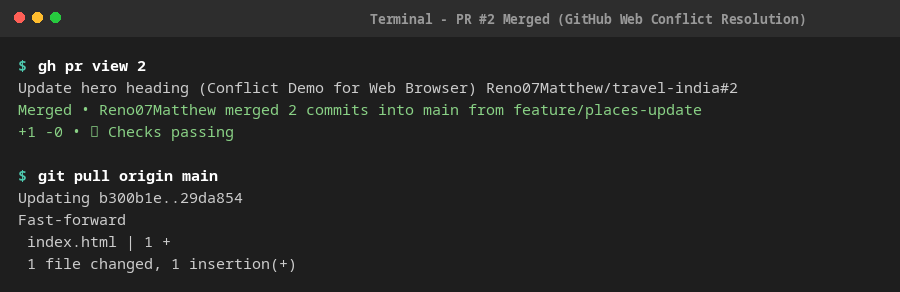 Terminal - PR #2 Merged (GitHub Web Conflict Resolution)
$ gh pr view 2
Update hero heading (Conflict Demo for Web Browser) Reno07Matthew/travel-india#2
Merged • Reno07Matthew merged 2 commits into main from feature/places-update
+1 -0 • ▯ Checks passing
$ git pull origin main
Updating b300b1e..29da854
Fast-forward
 index.html | 1 +
 1 file changed, 1 insertion(+)